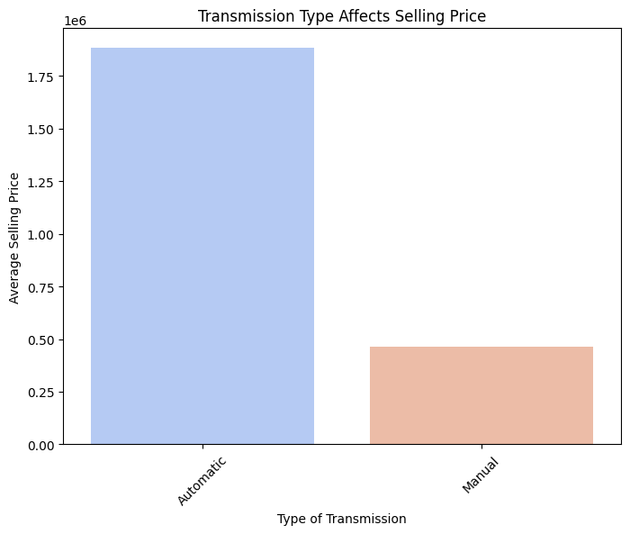 Transmission Type Affects Selling Price
1e6
1.75
1.50
1.25
1.00
0.75
0.50
0.25
0.00
Average Selling Price
Automatic
Manual
Type of Transmission